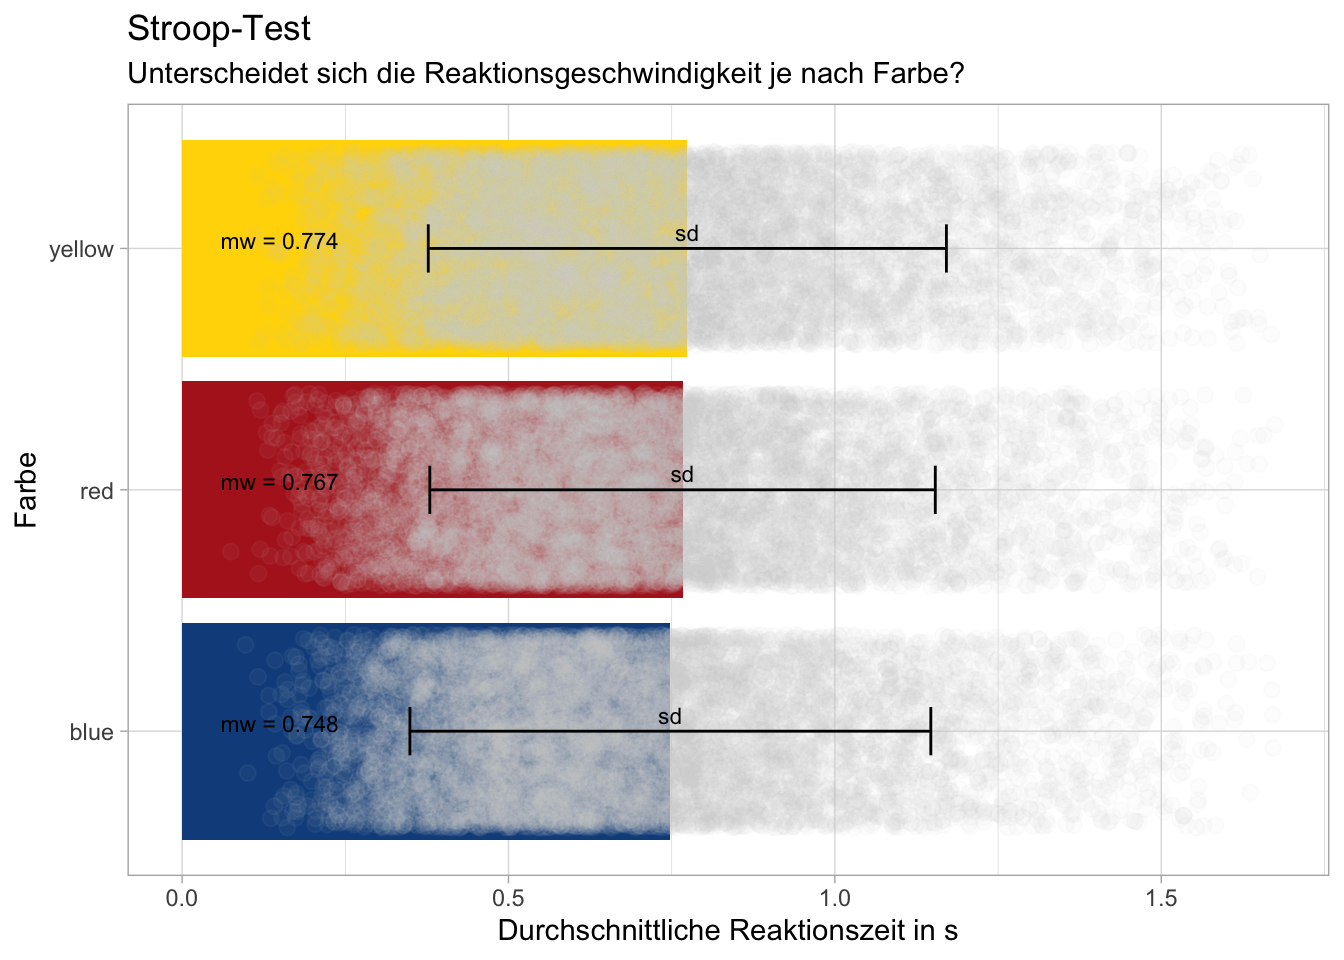 Stroop-Test
Unterscheidet sich die Reaktionsgeschwindigkeit je nach Farbe?
Farbe
yellow
mw = 0.774
sd
red
mw = 0.767
sd
blue
mw = 0.748
sd
0.0 0.5 1.0 1.5
Durchschnittliche Reaktionszeit in s